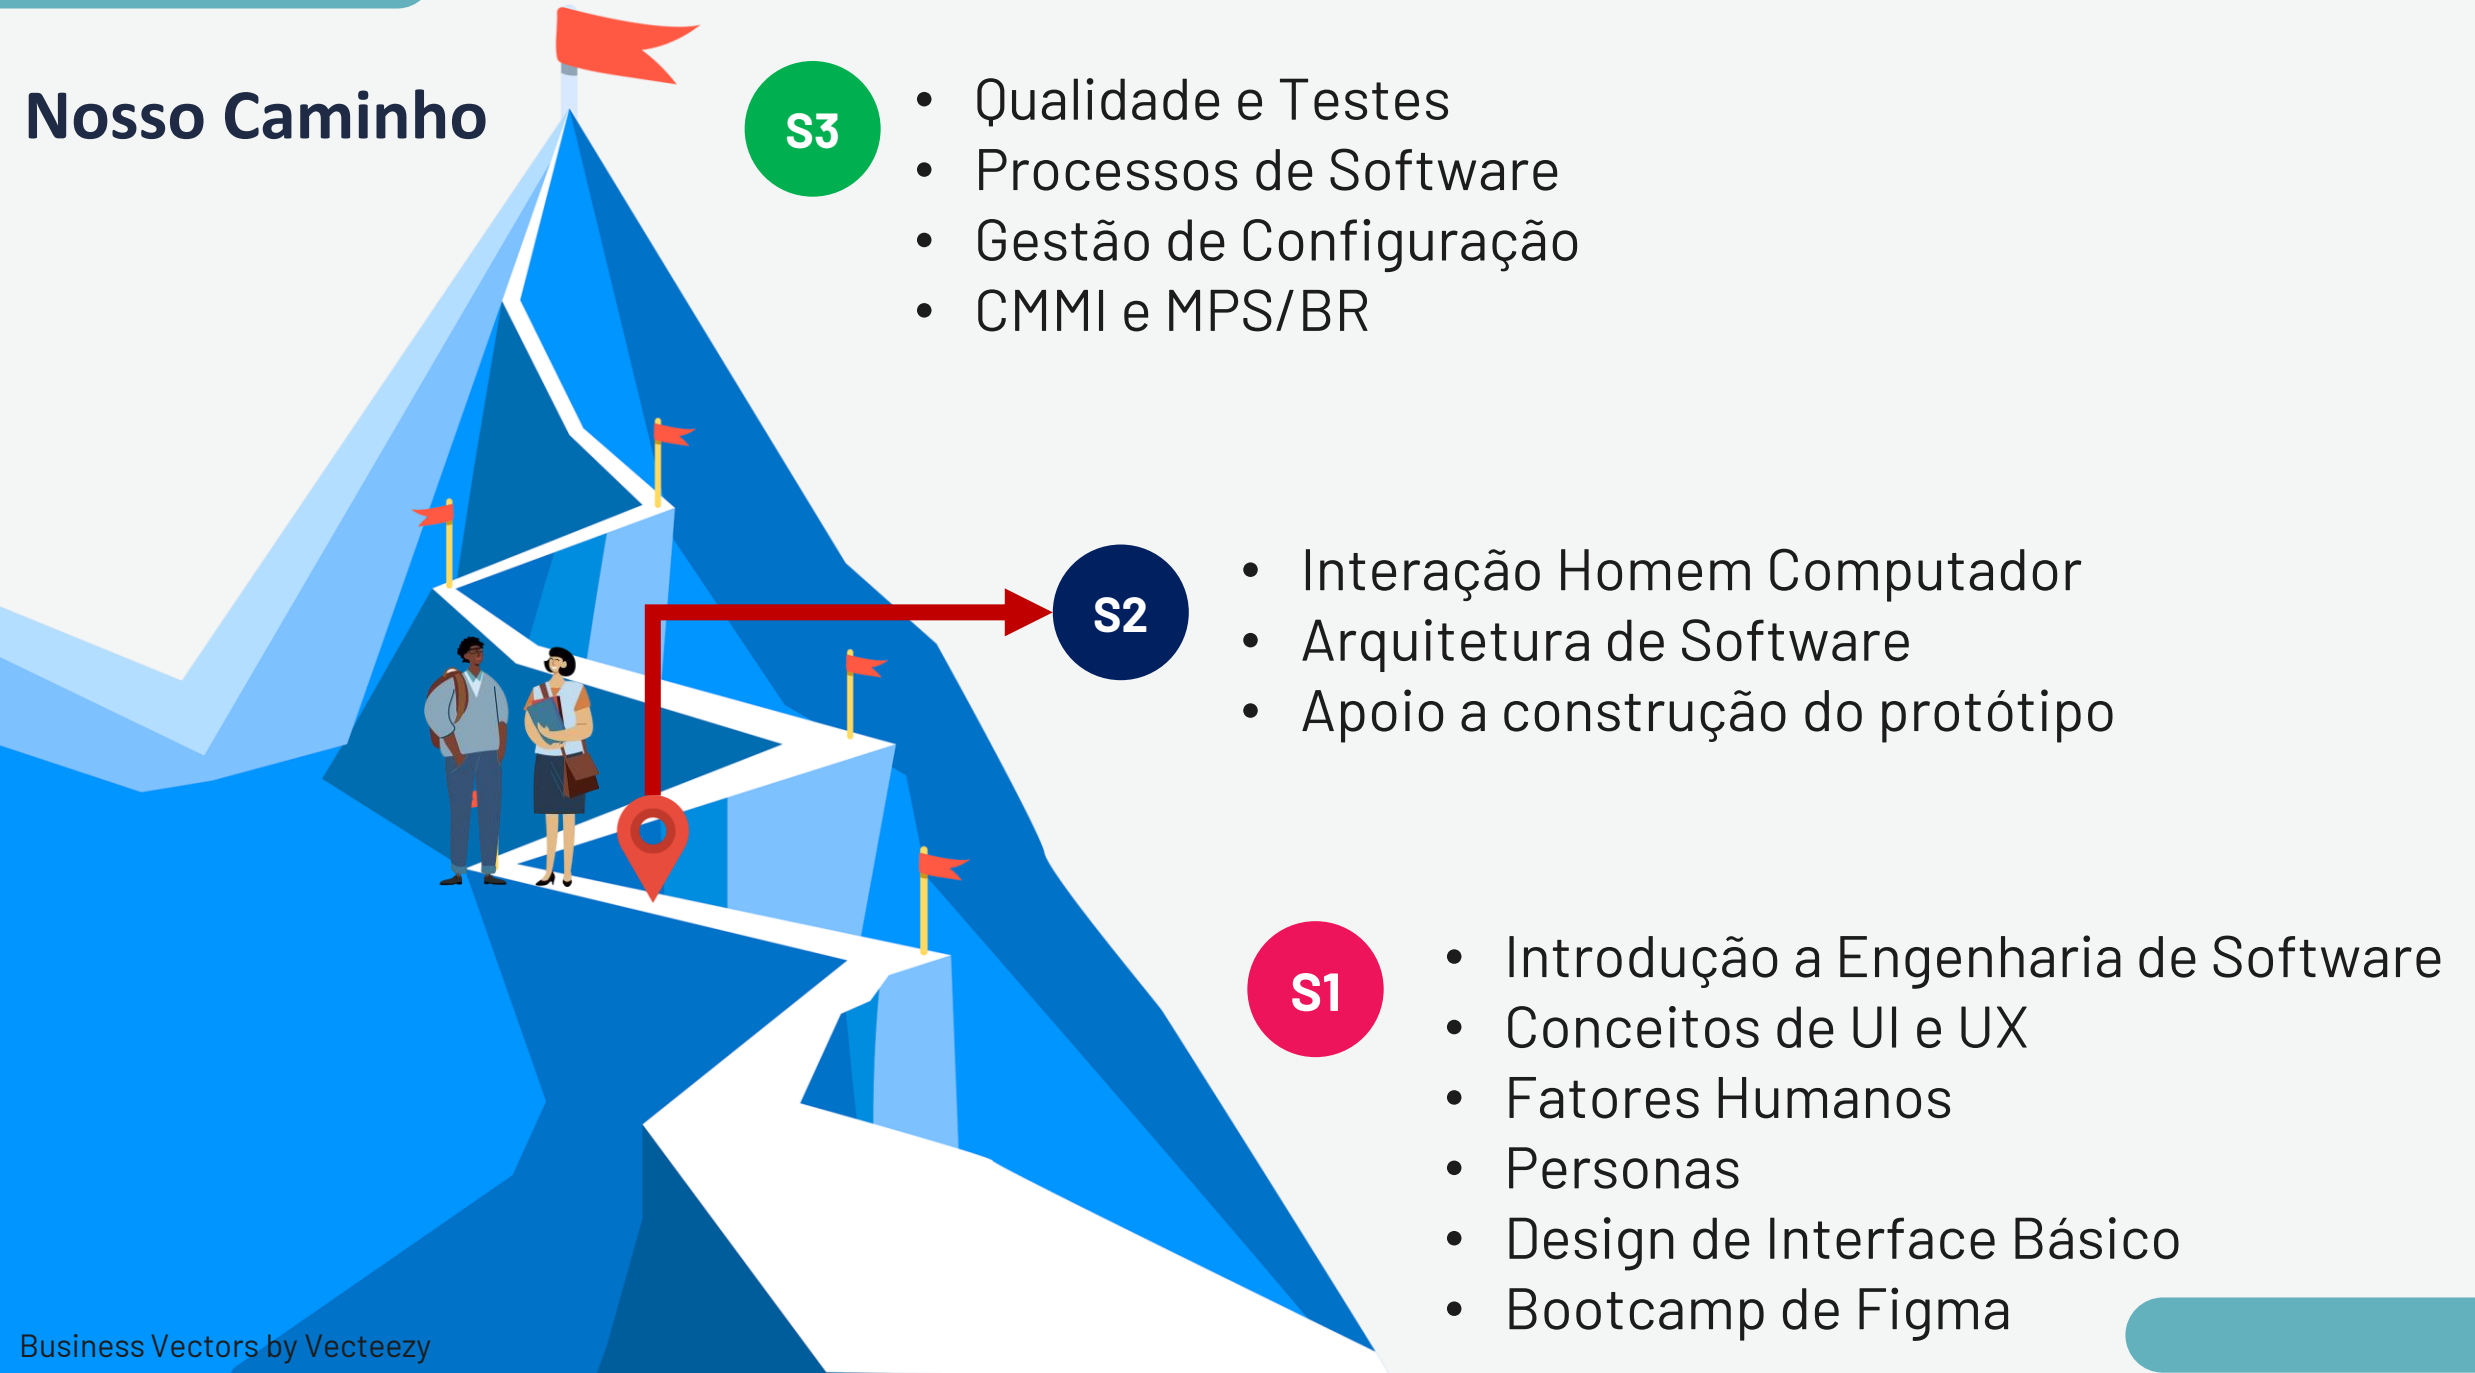 Nosso Caminho
S3
• Qualidade e Testes
• Processos de Software
• Gestão de Configuração
• CMMI e MPS/BR
S2
• Interação Homem Computador
• Arquitetura de Software
• Apoio a construção do protótipo
S1
• Introdução a Engenharia de Software
• Conceitos de UI e UX
• Fatores Humanos
• Personas
• Design de Interface Básico
• Bootcamp de Figma
Business Vectors by Vecteezy